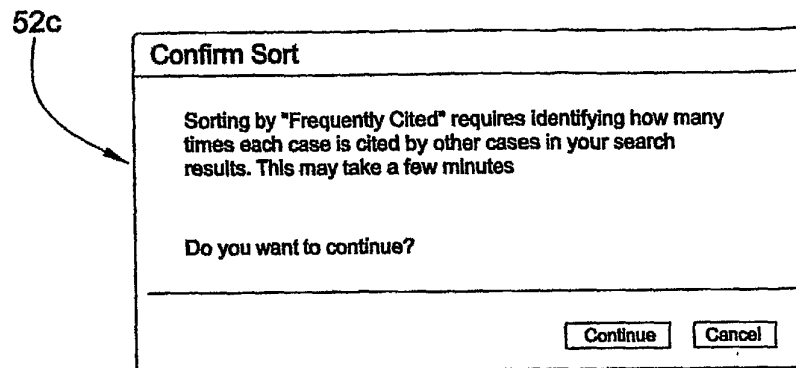 52c
Confirm Sort
Sorting by "Frequently Cited" requires identifying how many
times each case is cited by other cases in your search
results. This may take a few minutes
Do you want to continue?
Continue Cancel